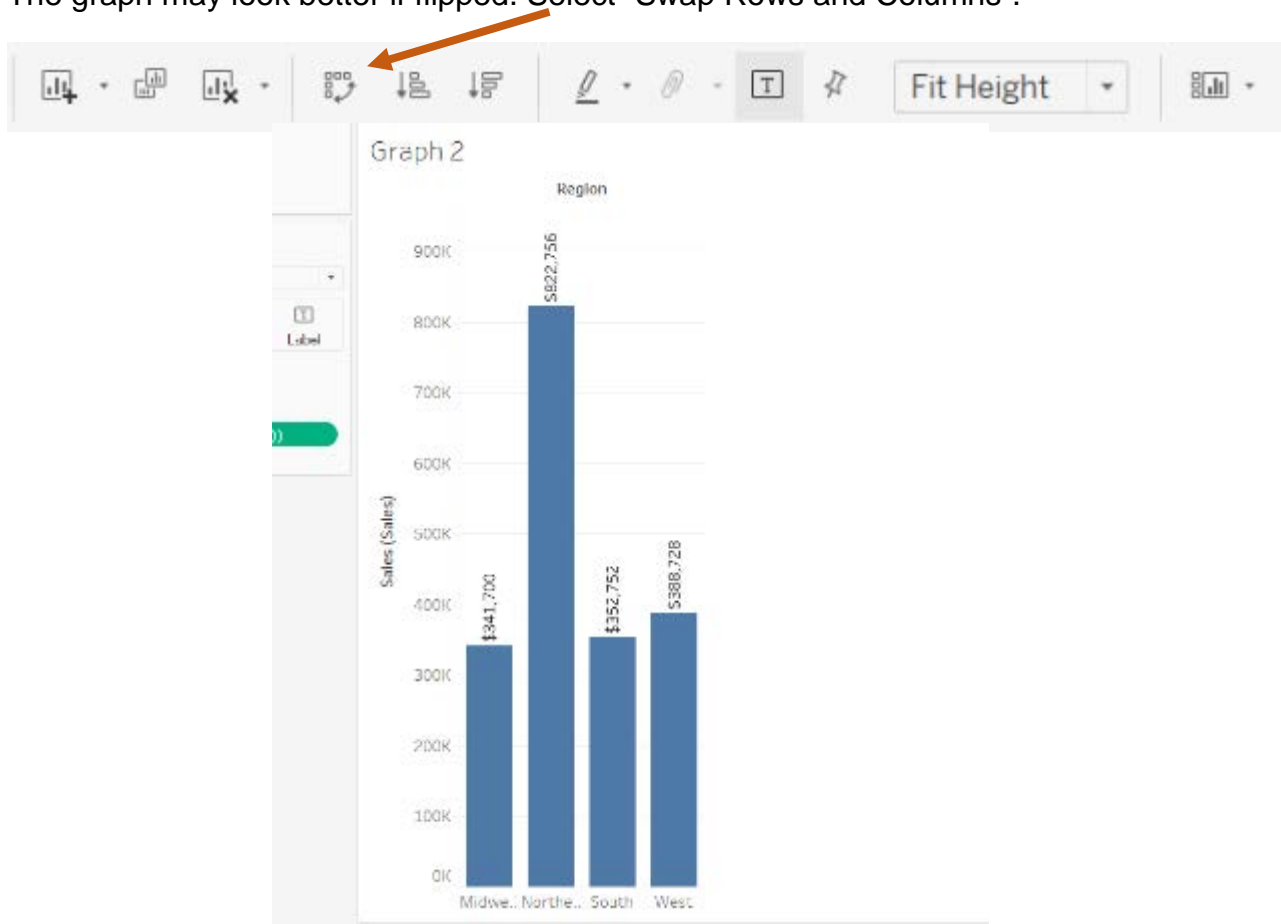 The graph may look better if flipped. Select "Swap Rows and Columns".
T
Fit Height
Graph 2
Region
900K
800K
700K
600K
500K
400K
300K
200K
100K
0K
Sales (Sales)
$341,700
$822,756
$352,752
$388,728
Midwe.. Northe.. South West
T
Label
))